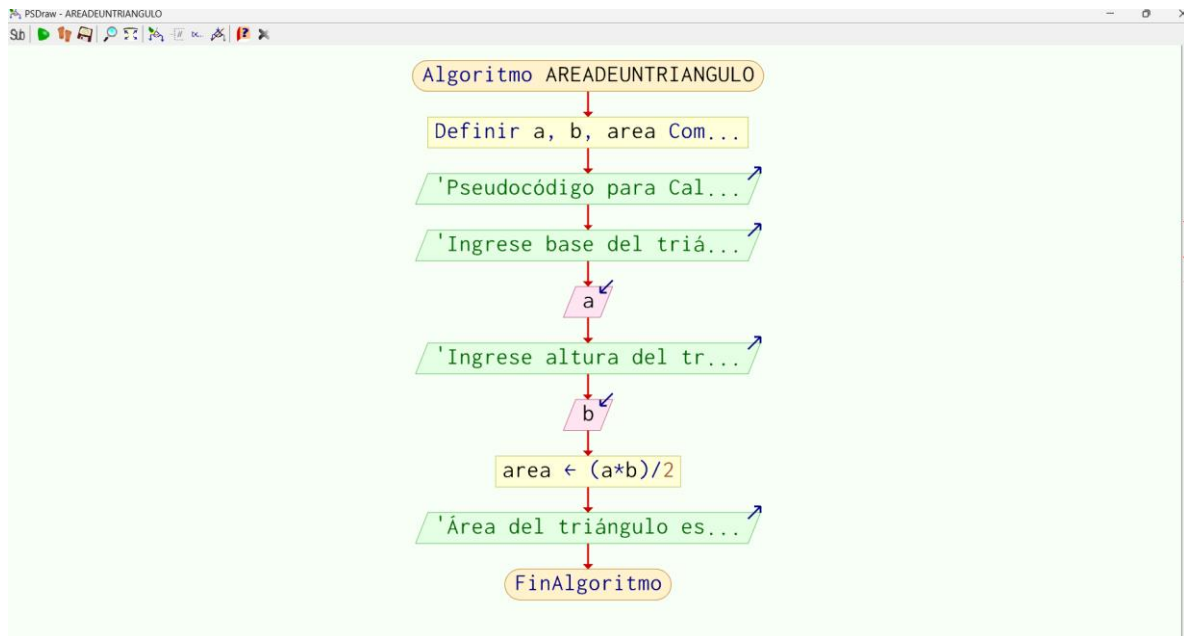 PSDraw - AREADEUNTRIANGULO
Sub
Algoritmo AREADEUNTRIANGULO
Definir a, b, area Com...
'Pseudocódigo para Cal...
'Ingrese base del triá...
a
'Ingrese altura del tr...
b
area ← (a*b)/2
'Área del triángulo es...
FinAlgoritmo